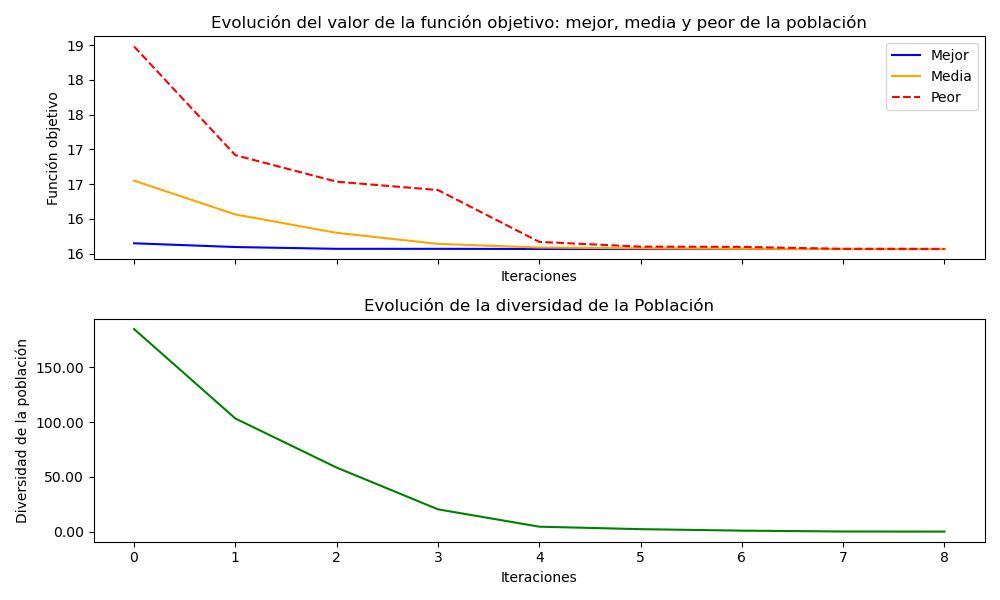 Evolución del valor de la función objetivo: mejor, media y peor de la población
19
18
18
17
17
16
16
Función objetivo
Mejor
Media
Peor
Iteraciones
Evolución de la diversidad de la Población
150.00
100.00
50.00
0.00
Diversidad de la población
0 1 2 3 4 5 6 7 8
Iteraciones